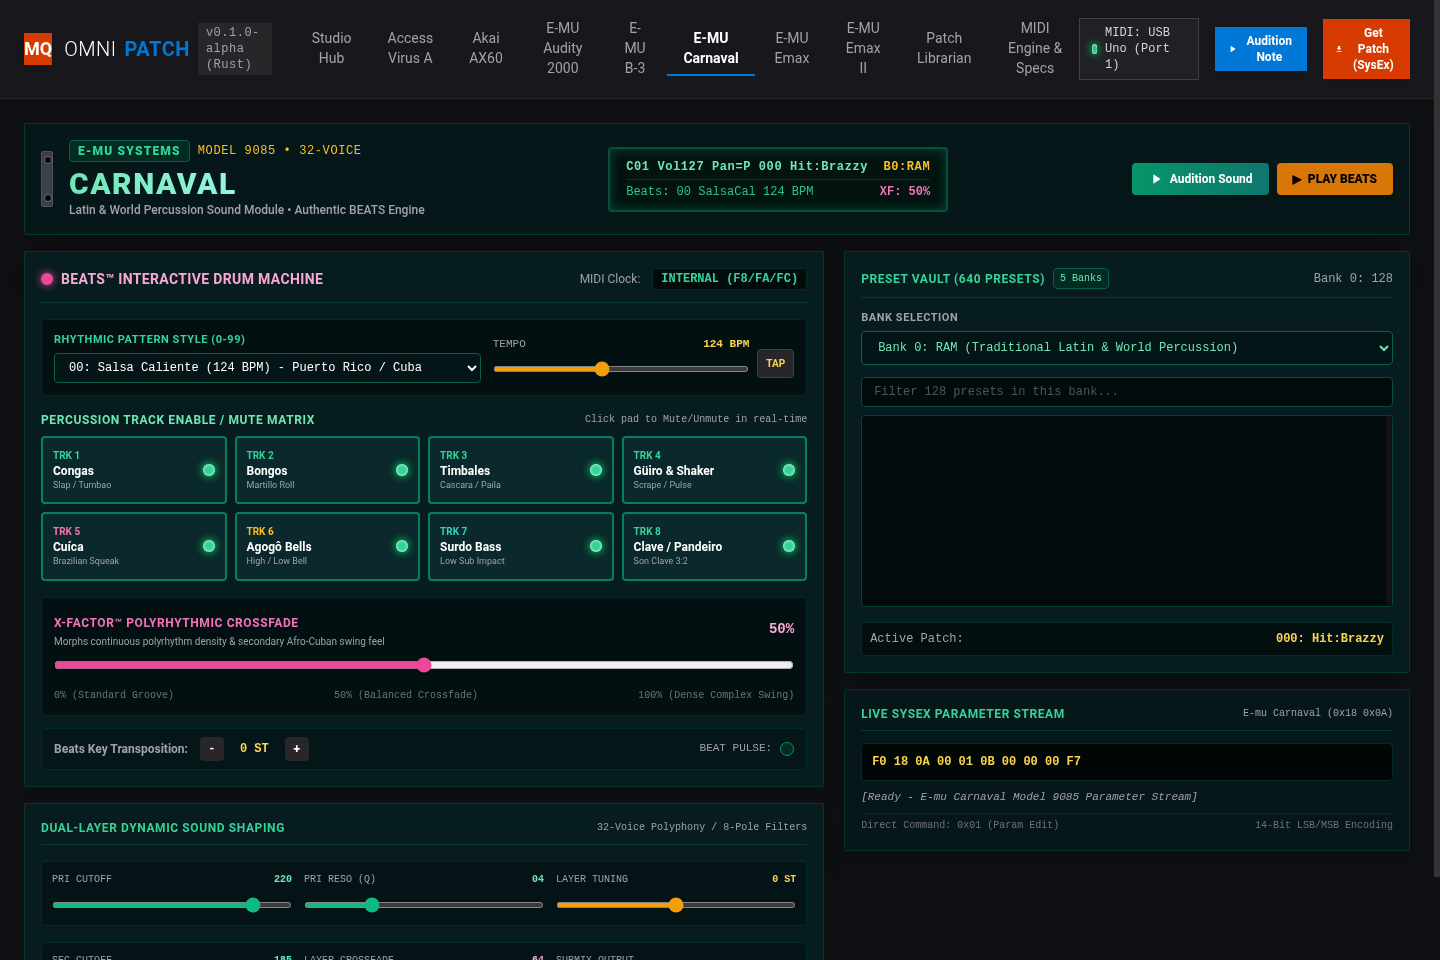 MQ OMNI PATCH
v0.1.0-alpha (Rust)
Studio Hub
Access Virus A
Akai AX60
E-MU Audity 2000
E-MU B-3
E-MU Carnaval
E-MU Emax
E-MU Emax II
Patch Librarian
MIDI Engine & Specs
MIDI: USB Uno (Port 1)
Audition Note
Get Patch (SysEx)
E-MU SYSTEMS MODEL 9085 • 32-VOICE
CARNAVAL
Latin & World Percussion Sound Module • Authentic BEATS Engine
C01 Vol127 Pan=P 000 Hit:Brazzy B0:RAM
Beats: 00 SalsaCal 124 BPM XF: 50%
Audition Sound
▶ PLAY BEATS
BEATS™ INTERACTIVE DRUM MACHINE
MIDI Clock: INTERNAL (F8/FA/FC)
RHYTHMIC PATTERN STYLE (0-99)
00: Salsa Caliente (124 BPM) - Puerto Rico / Cuba
TEMPO 124 BPM
TAP
PERCUSSION TRACK ENABLE / MUTE MATRIX
Click pad to Mute/Unmute in real-time
TRK 1
Congas
Slap / Tumbao
TRK 2
Bongos
Martillo Roll
TRK 3
Timbales
Cascara / Paila
TRK 4
Güiro & Shaker
Scrape / Pulse
TRK 5
Cuíca
Brazilian Squeak
TRK 6
Agogô Bells
High / Low Bell
TRK 7
Surdo Bass
Low Sub Impact
TRK 8
Clave / Pandeiro
Son Clave 3:2
X-FACTOR™ POLYRHYTHMIC CROSSFADE
Morphs continuous polyrhythm density & secondary Afro-Cuban swing feel
50%
0% (Standard Groove) 50% (Balanced Crossfade) 100% (Dense Complex Swing)
Beats Key Transposition: - 0 ST +
BEAT PULSE:
DUAL-LAYER DYNAMIC SOUND SHAPING
32-Voice Polyphony / 8-Pole Filters
PRI CUTOFF 220
PRI RESO (Q) 04
LAYER TUNING 0 ST
SEC CUTOFF 185
LAYER CROSSFADE 64
SUBMIX OUTPUT
PRESET VAULT (640 PRESETS) 5 Banks
Bank 0: 128
BANK SELECTION
Bank 0: RAM (Traditional Latin & World Percussion)
Filter 128 presets in this bank...
Active Patch: 000: Hit:Brazzy
LIVE SYSEX PARAMETER STREAM
E-mu Carnaval (0x18 0x0A)
F0 18 0A 00 01 0B 00 00 00 F7
[Ready - E-mu Carnaval Model 9085 Parameter Stream]
Direct Command: 0x01 (Param Edit)
14-Bit LSB/MSB Encoding